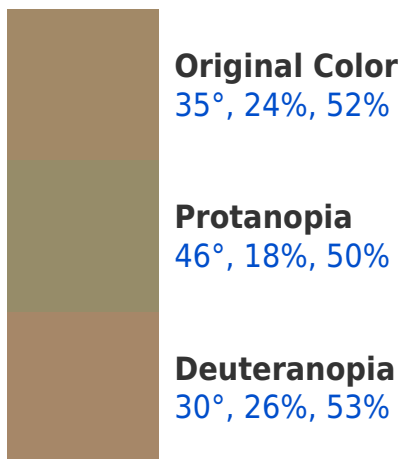 Original Color
35°, 24%, 52%
Protanopia
46°, 18%, 50%
Deuteranopia
30°, 26%, 53%